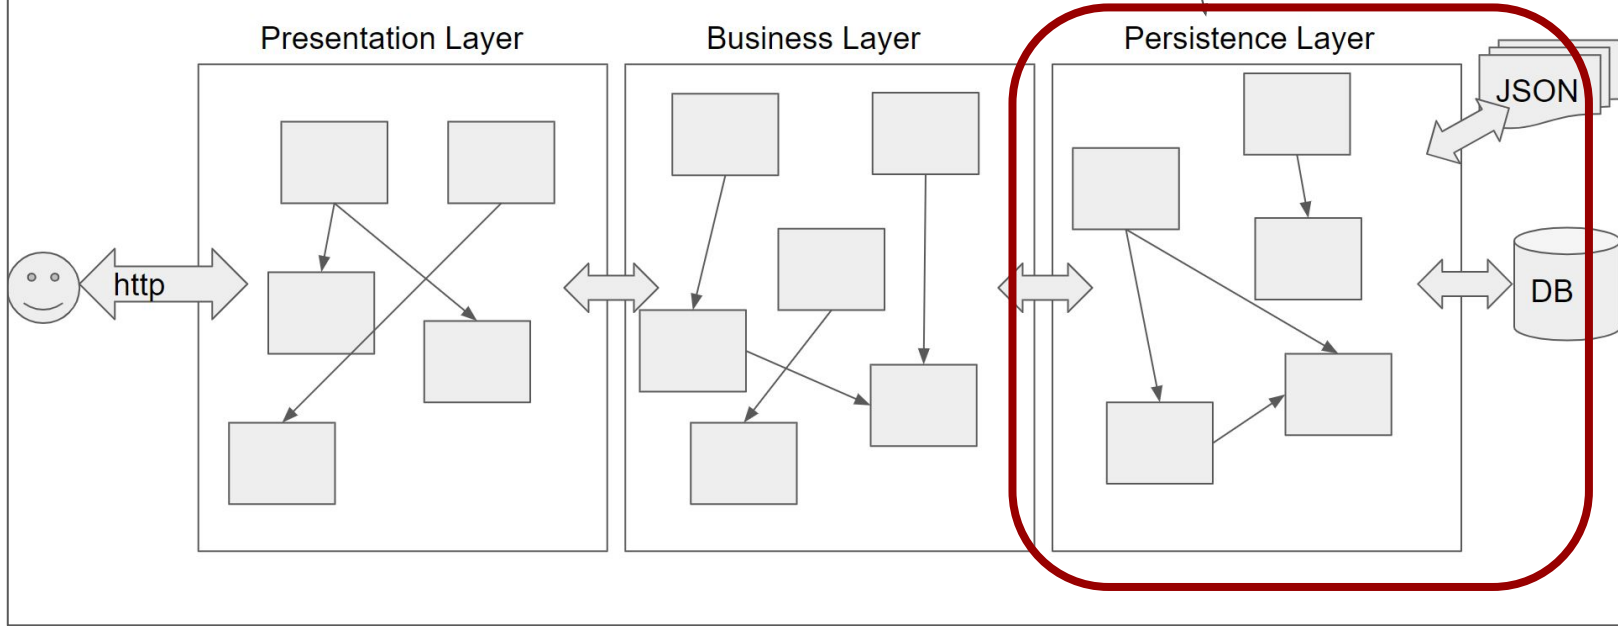 Presentation Layer
Business Layer
Persistence Layer
JSON
http
DB